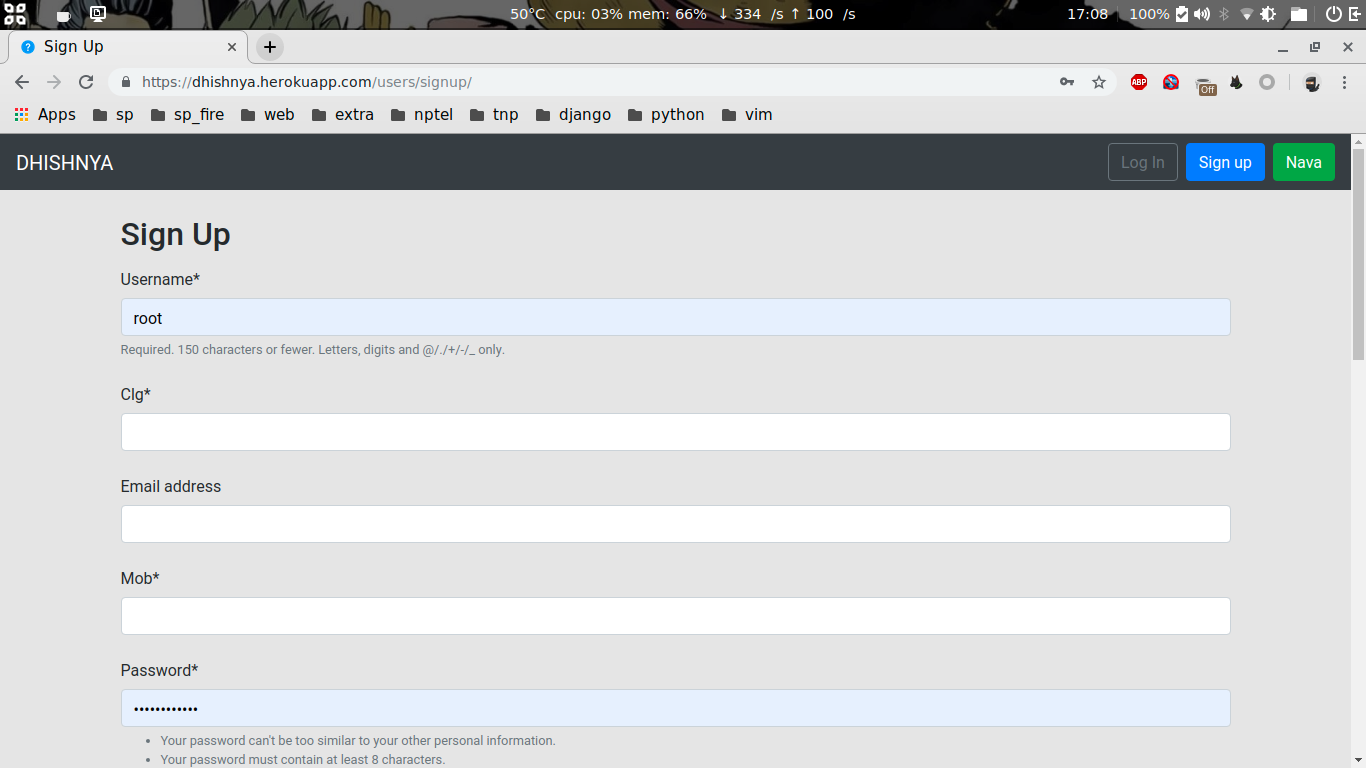 50°C cpu: 03% mem: 66% ↓ 334 /s ↑ 100 /s 17:08 100%
Sign Up
https://dhishnya.herokuapp.com/users/signup/ ABP Off
Apps sp sp_fire web extra nptel tnp django python vim
DHISHNYA Log In Sign up Nava
Sign Up
Username*
root
Required. 150 characters or fewer. Letters, digits and @/./+/-/_ only.
Clg*
Email address
Mob*
Password*
••••••••••••
• Your password can't be too similar to your other personal information.
• Your password must contain at least 8 characters.